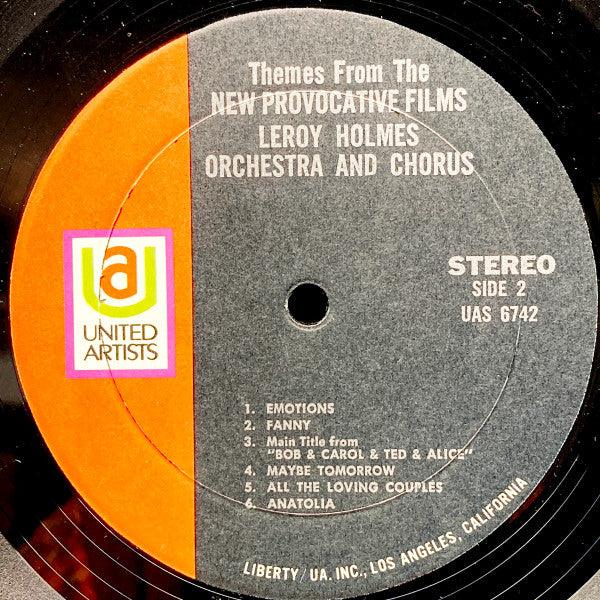 Themes From The
NEW PROVOCATIVE FILMS
LEROY HOLMES
ORCHESTRA AND CHORUS
ua
UNITED
ARTISTS
STEREO
SIDE 2
UAS 6742
1. EMOTIONS
2. FANNY
3. Main Title from
"BOB & CAROL & TED & ALICE"
4. MAYBE TOMORROW
5. ALL THE LOVING COUPLES
6. ANATOLIA
LIBERTY/UA. INC., LOS ANGELES, CALIFORNIA